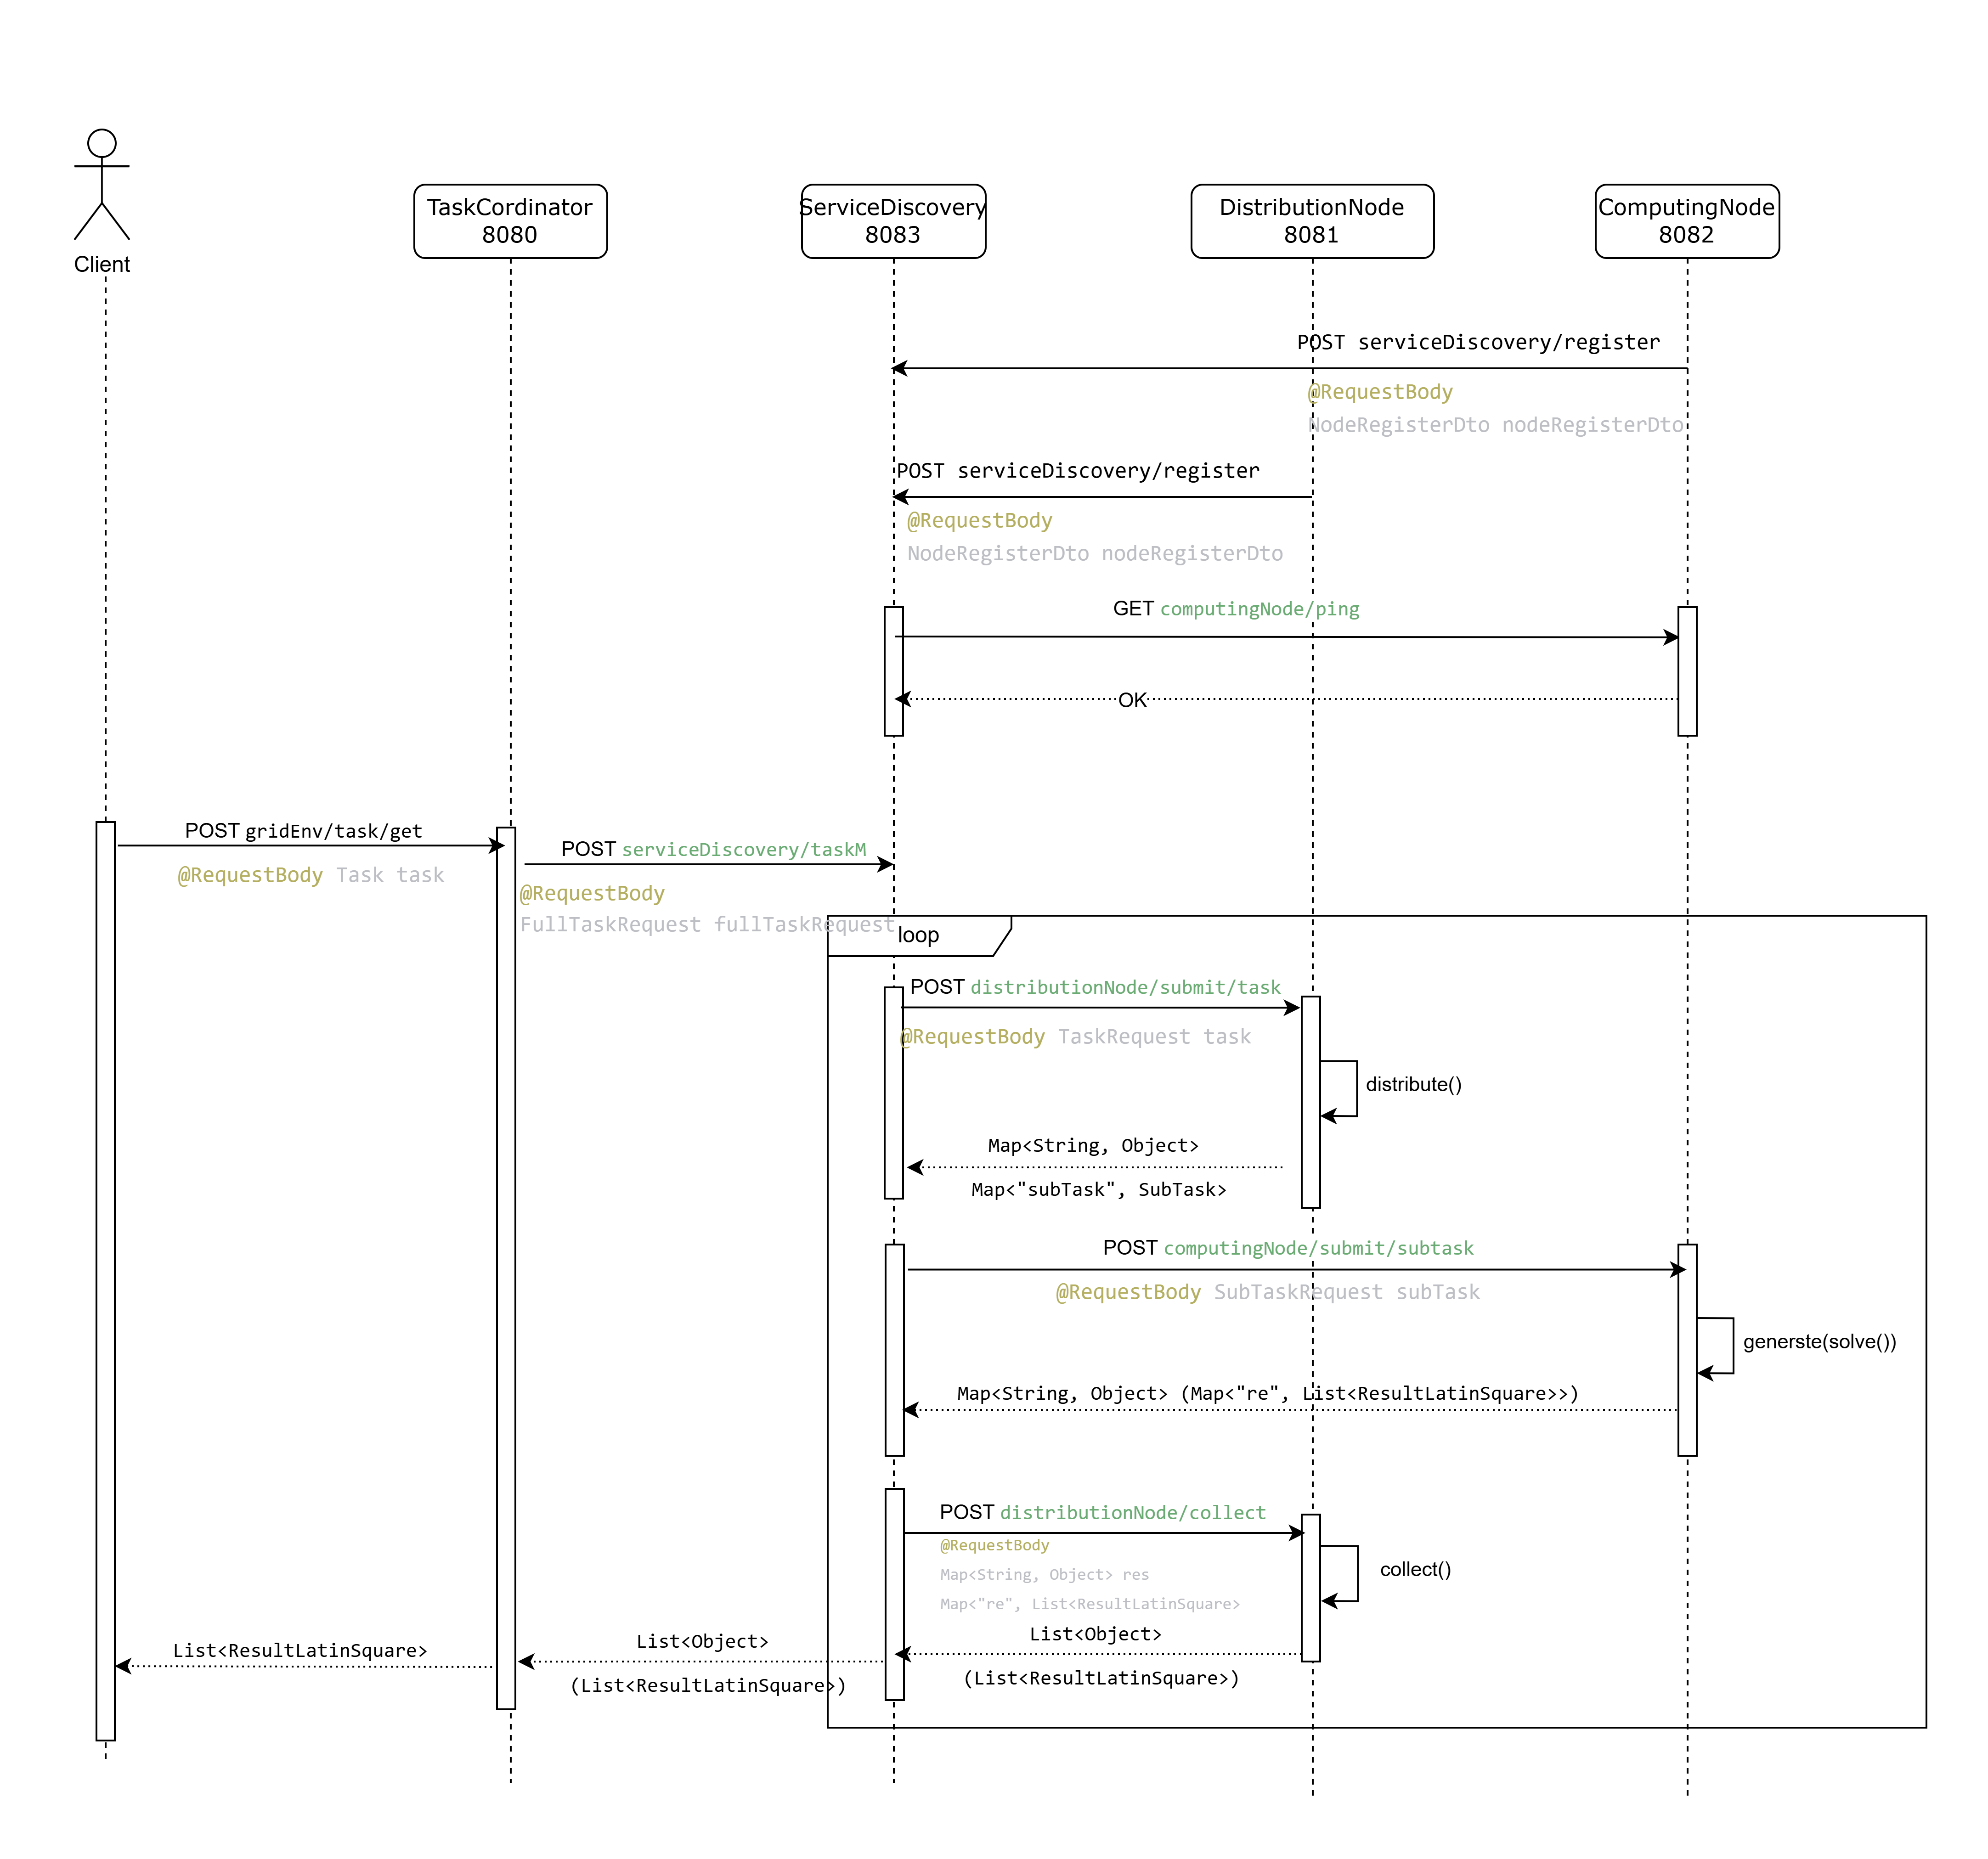 Client
TaskCordinator
8080
ServiceDiscovery
8083
DistributionNode
8081
ComputingNode
8082
POST serviceDiscovery/register
@RequestBody
NodeRegisterDto nodeRegisterDto
POST serviceDiscovery/register
@RequestBody
NodeRegisterDto nodeRegisterDto
GET computingNode/ping
OK
POST gridEnv/task/get
@RequestBody Task task
POST serviceDiscovery/taskM
@RequestBody
FullTaskRequest fullTaskRequest
loop
POST distributionNode/submit/task
@RequestBody TaskRequest task
distribute()
Map<String, Object>
Map<"subTask", SubTask>
POST computingNode/submit/subtask
@RequestBody SubTaskRequest subTask
generste(solve())
Map<String, Object> (Map<"re", List<ResultLatinSquare>>)
POST distributionNode/collect
@RequestBody
Map<String, Object> res
Map<"re", List<ResultLatinSquare>
collect()
List<Object>
(List<ResultLatinSquare>)
List<Object>
(List<ResultLatinSquare>)
List<ResultLatinSquare>